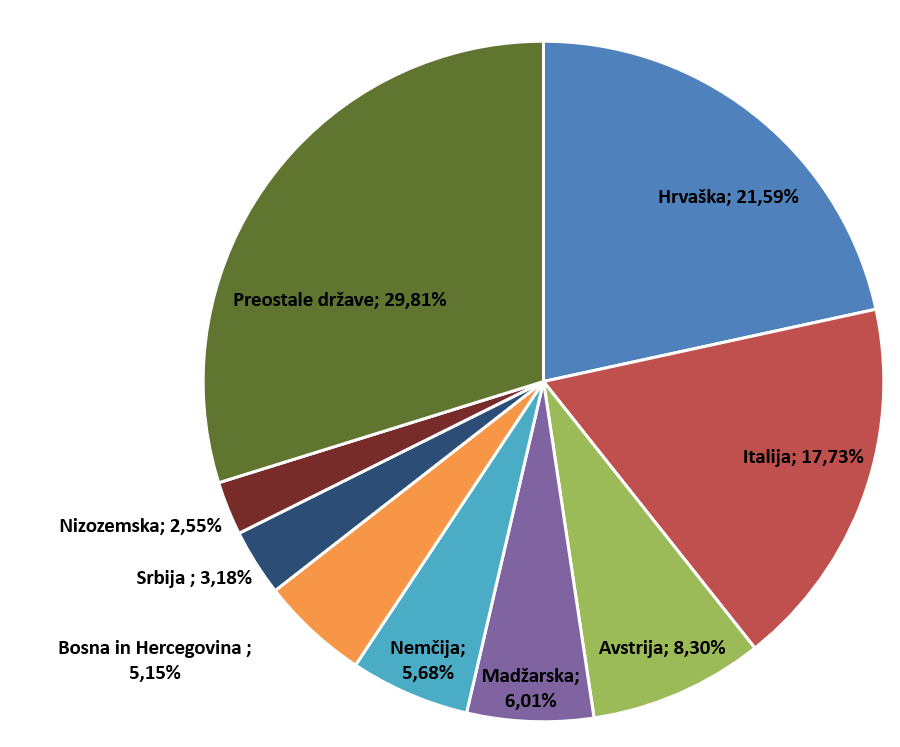 Hrvaška; 21,59%
Preostale države; 29,81%
Italija; 17,73%
Nizozemska; 2,55%
Srbija ; 3,18%
Bosna in Hercegovina ;
5,15%
Nemčija;
5,68%
Madžarska;
6,01%
Avstrija; 8,30%